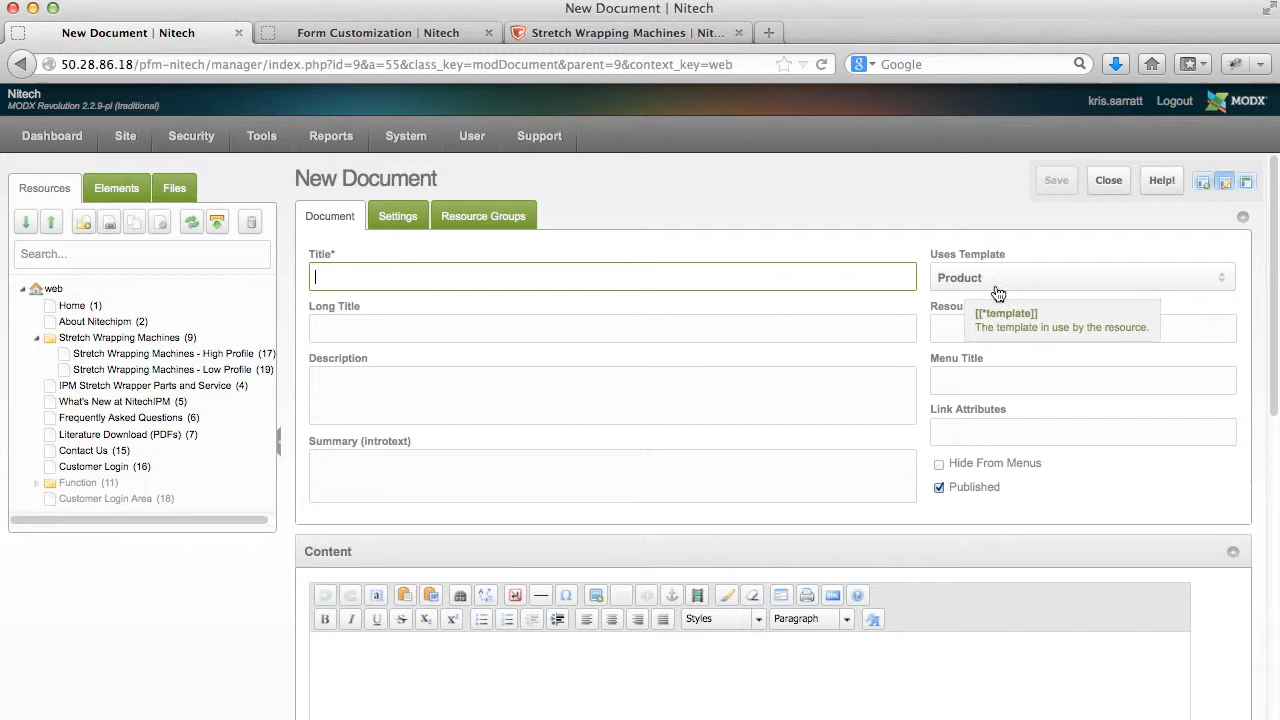 New Document | Nitech
New Document | Nitech
Form Customization | Nitech
Stretch Wrapping Machines | Nit...
50.28.86.18/pfm-nitech/manager/index.php?id=9&a=55&class_key=modDocument&parent=9&context_key=web
Google
Nitech
MODX Revolution 2.2.9-pl (traditional)
kris.sarratt
Logout
MODX
Dashboard
Site
Security
Tools
Reports
System
User
Support
Resources
Elements
Files
New Document
Save
Close
Help!
Document
Settings
Resource Groups
Search...
web
Home (1)
About Nitechipm (2)
Stretch Wrapping Machines (9)
Stretch Wrapping Machines - High Profile (17)
Stretch Wrapping Machines - Low Profile (19)
IPM Stretch Wrapper Parts and Service (4)
What's New at NitechIPM (5)
Frequently Asked Questions (6)
Literature Download (PDFs) (7)
Contact Us (15)
Customer Login (16)
Function (11)
Customer Login Area (18)
Title*
Long Title
Description
Summary (introtext)
Uses Template
Product
Resou
[[*template]]
The template in use by the resource.
Menu Title
Link Attributes
Hide From Menus
Published
Content
Styles
Paragraph